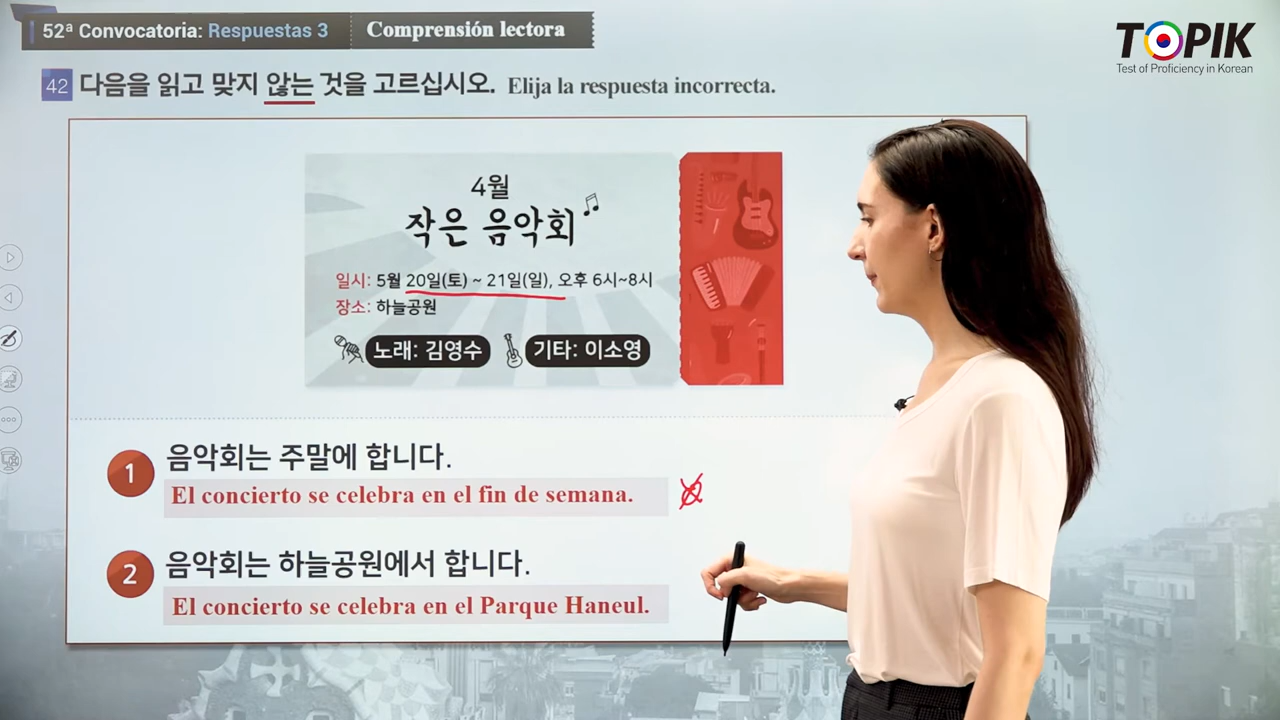 52ª Convocatoria: Respuestas 3 Comprensión lectora
TOPIK
Test of Proficiency in Korean
42 다음을 읽고 맞지 않는 것을 고르십시오. Elija la respuesta incorrecta.
4월
작은 음악회
일시: 5월 20일(토) ~ 21일(일), 오후 6시~8시
장소: 하늘공원
노래: 김영수 기타: 이소영
1 음악회는 주말에 합니다.
El concierto se celebra en el fin de semana.
2 음악회는 하늘공원에서 합니다.
El concierto se celebra en el Parque Haneul.